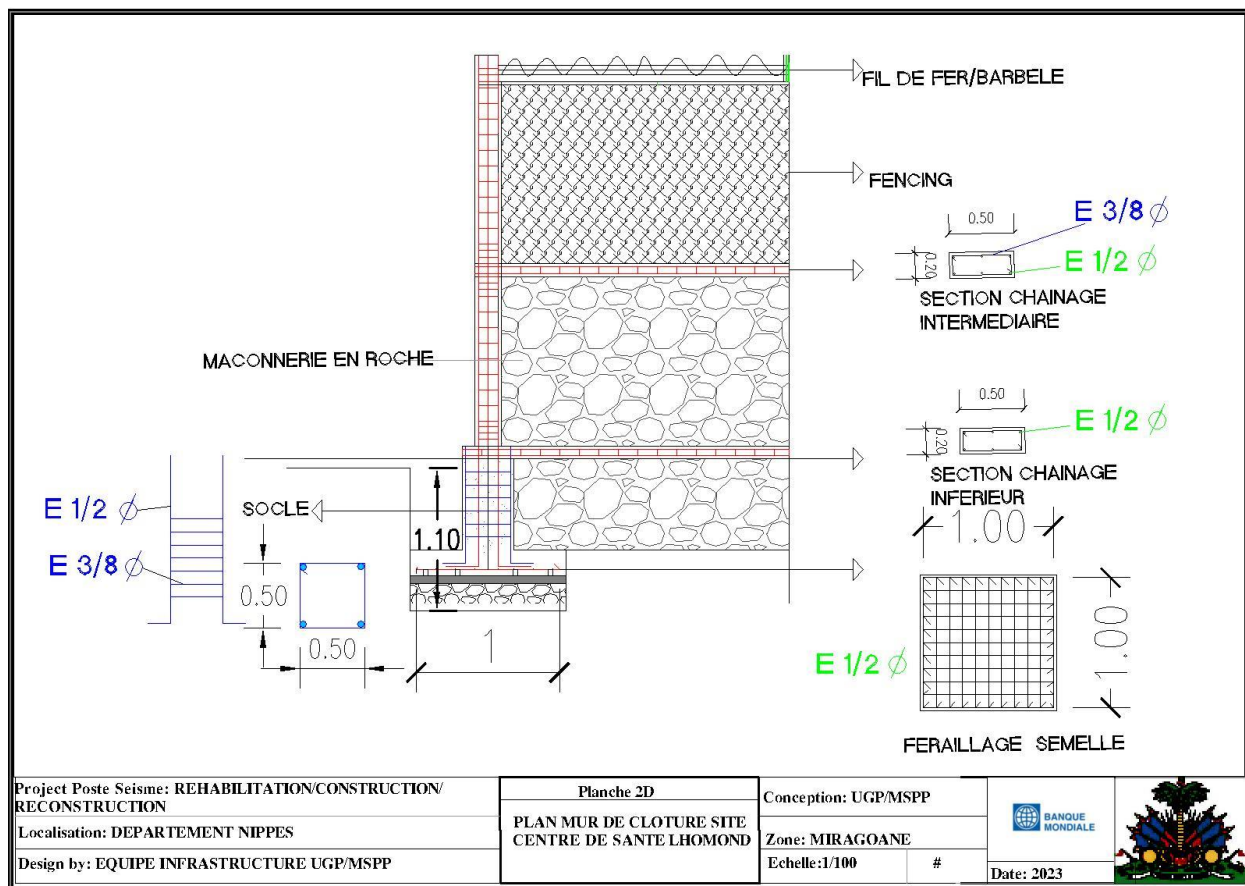 FIL DE FER/BARBELE
FENCING
0.50
E 3/8 Ø
0.20
E 1/2 Ø
SECTION CHAINAGE
INTERMEDIAIRE
MACONNERIE EN ROCHE
0.50
E 1/2 Ø
0.20
SECTION CHAINAGE
INFERIEUR
E 1/2 Ø
SOCLE
1.10
E 3/8 Ø
0.50
0.50
1
1.00
1.00
E 1/2 Ø
FERAILLAGE SEMELLE
Project Poste Seisme: REHABILITATION/CONSTRUCTION/
RECONSTRUCTION
Localisation: DEPARTEMENT NIPPES
Design by: EQUIPE INFRASTRUCTURE UGP/MSPP
Planche 2D
PLAN MUR DE CLOTURE SITE
CENTRE DE SANTE LHOMOND
Conception: UGP/MSPP
Zone: MIRAGOANE
Echelle:1/100
#
BANQUE
MONDIALE
Date: 2023